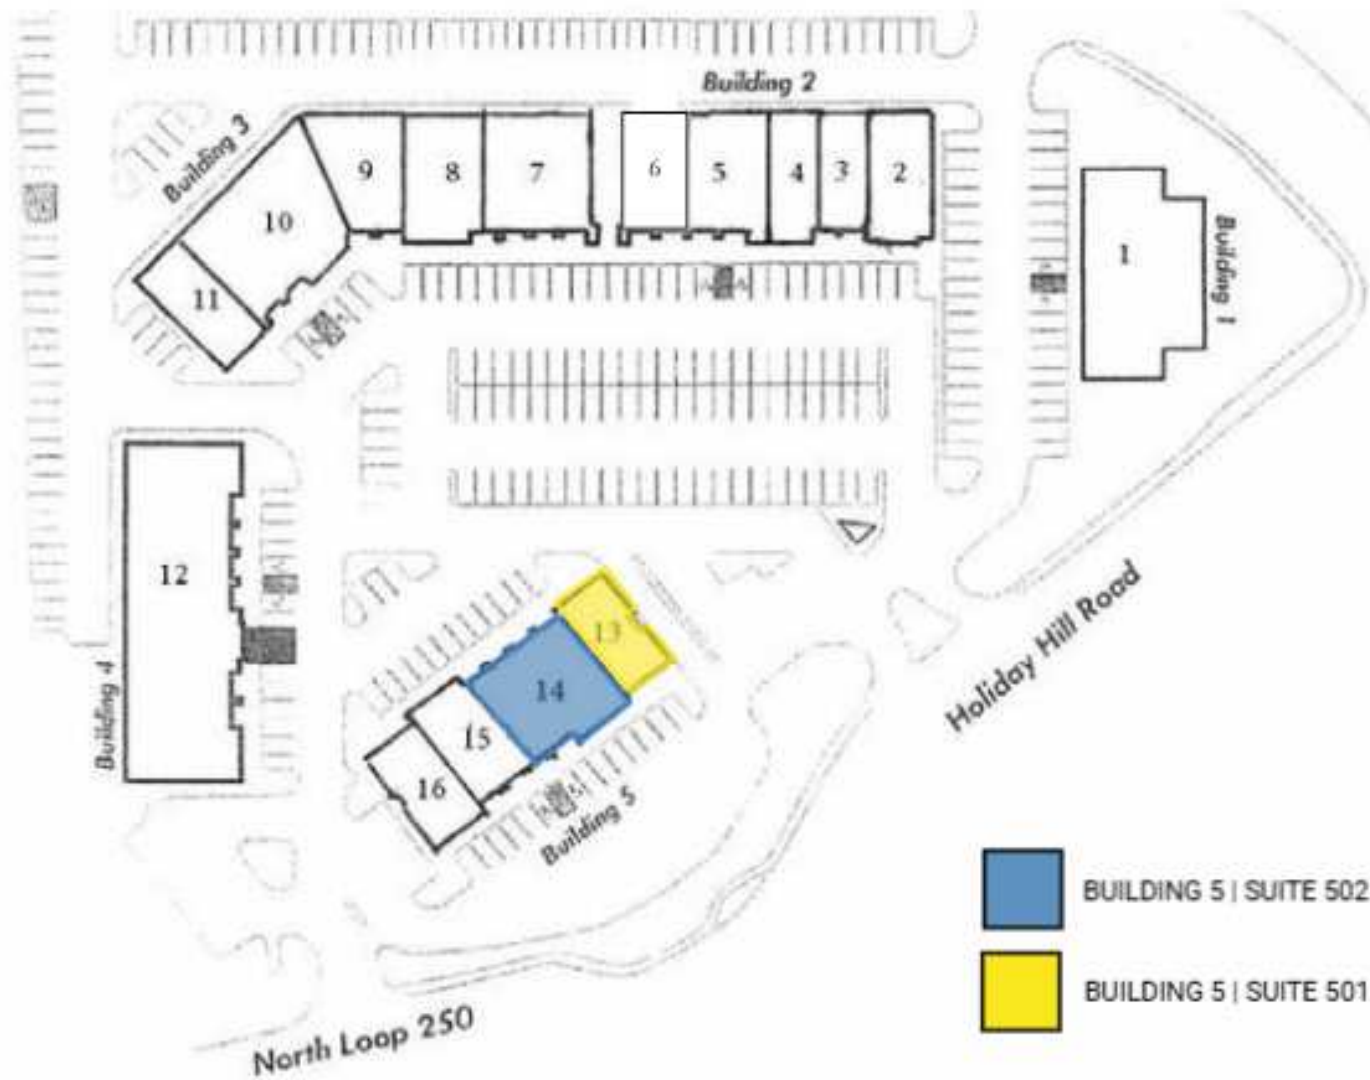 Building 2
Building 3
9
8
7
6
5
4
3
2
10
11
1
Building 1
12
Building 4
13
14
15
16
Building 5
Holiday Hill Road
North Loop 250
BUILDING 5 | SUITE 502
BUILDING 5 | SUITE 501